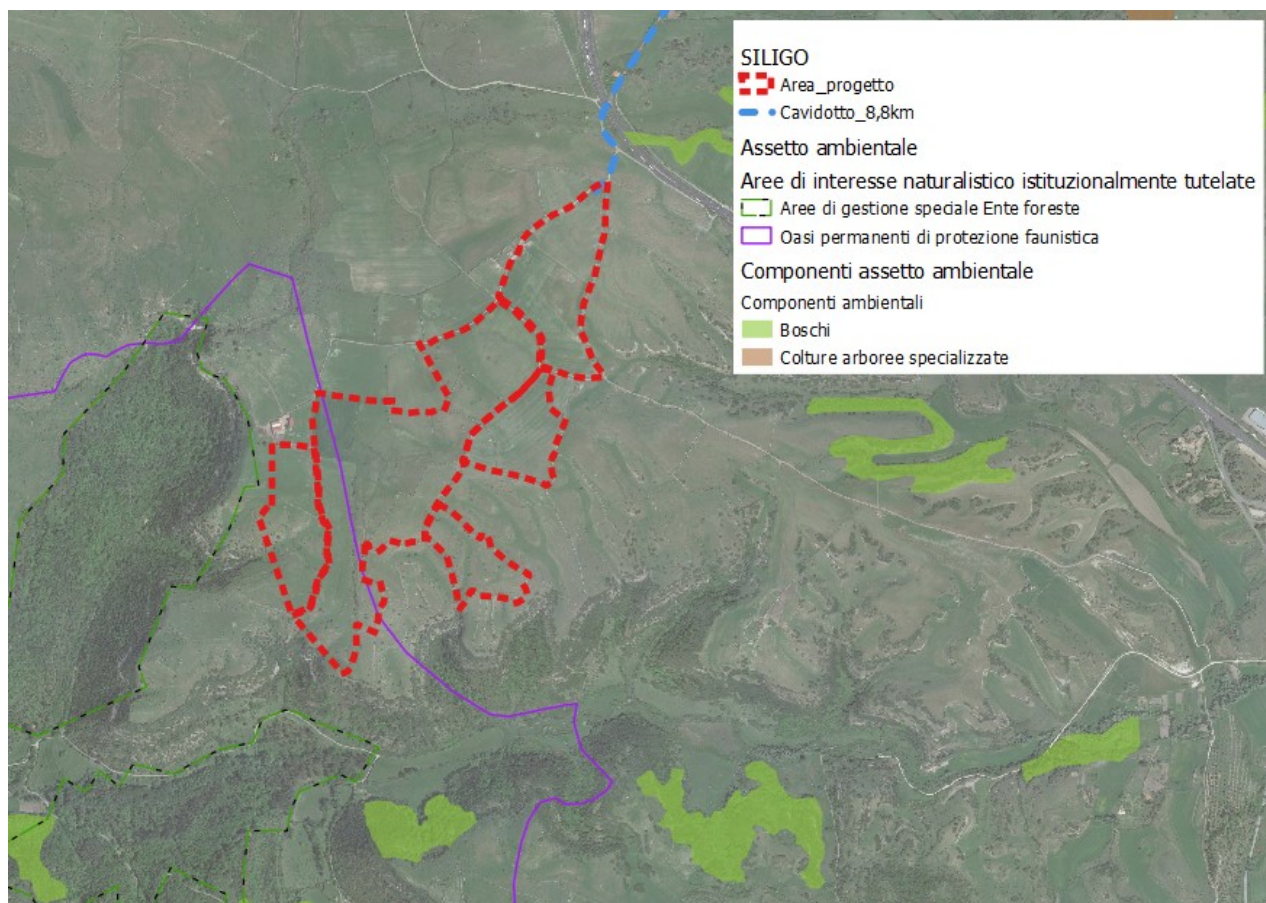 SILIGO
Area_progetto
Cavidotto_8,8km
Assetto ambientale
Aree di interesse naturalistico istituzionalmente tutelate
Aree di gestione speciale Ente foreste
Oasi permanenti di protezione faunistica
Componenti assetto ambientale
Componenti ambientali
Boschi
Colture arboree specializzate